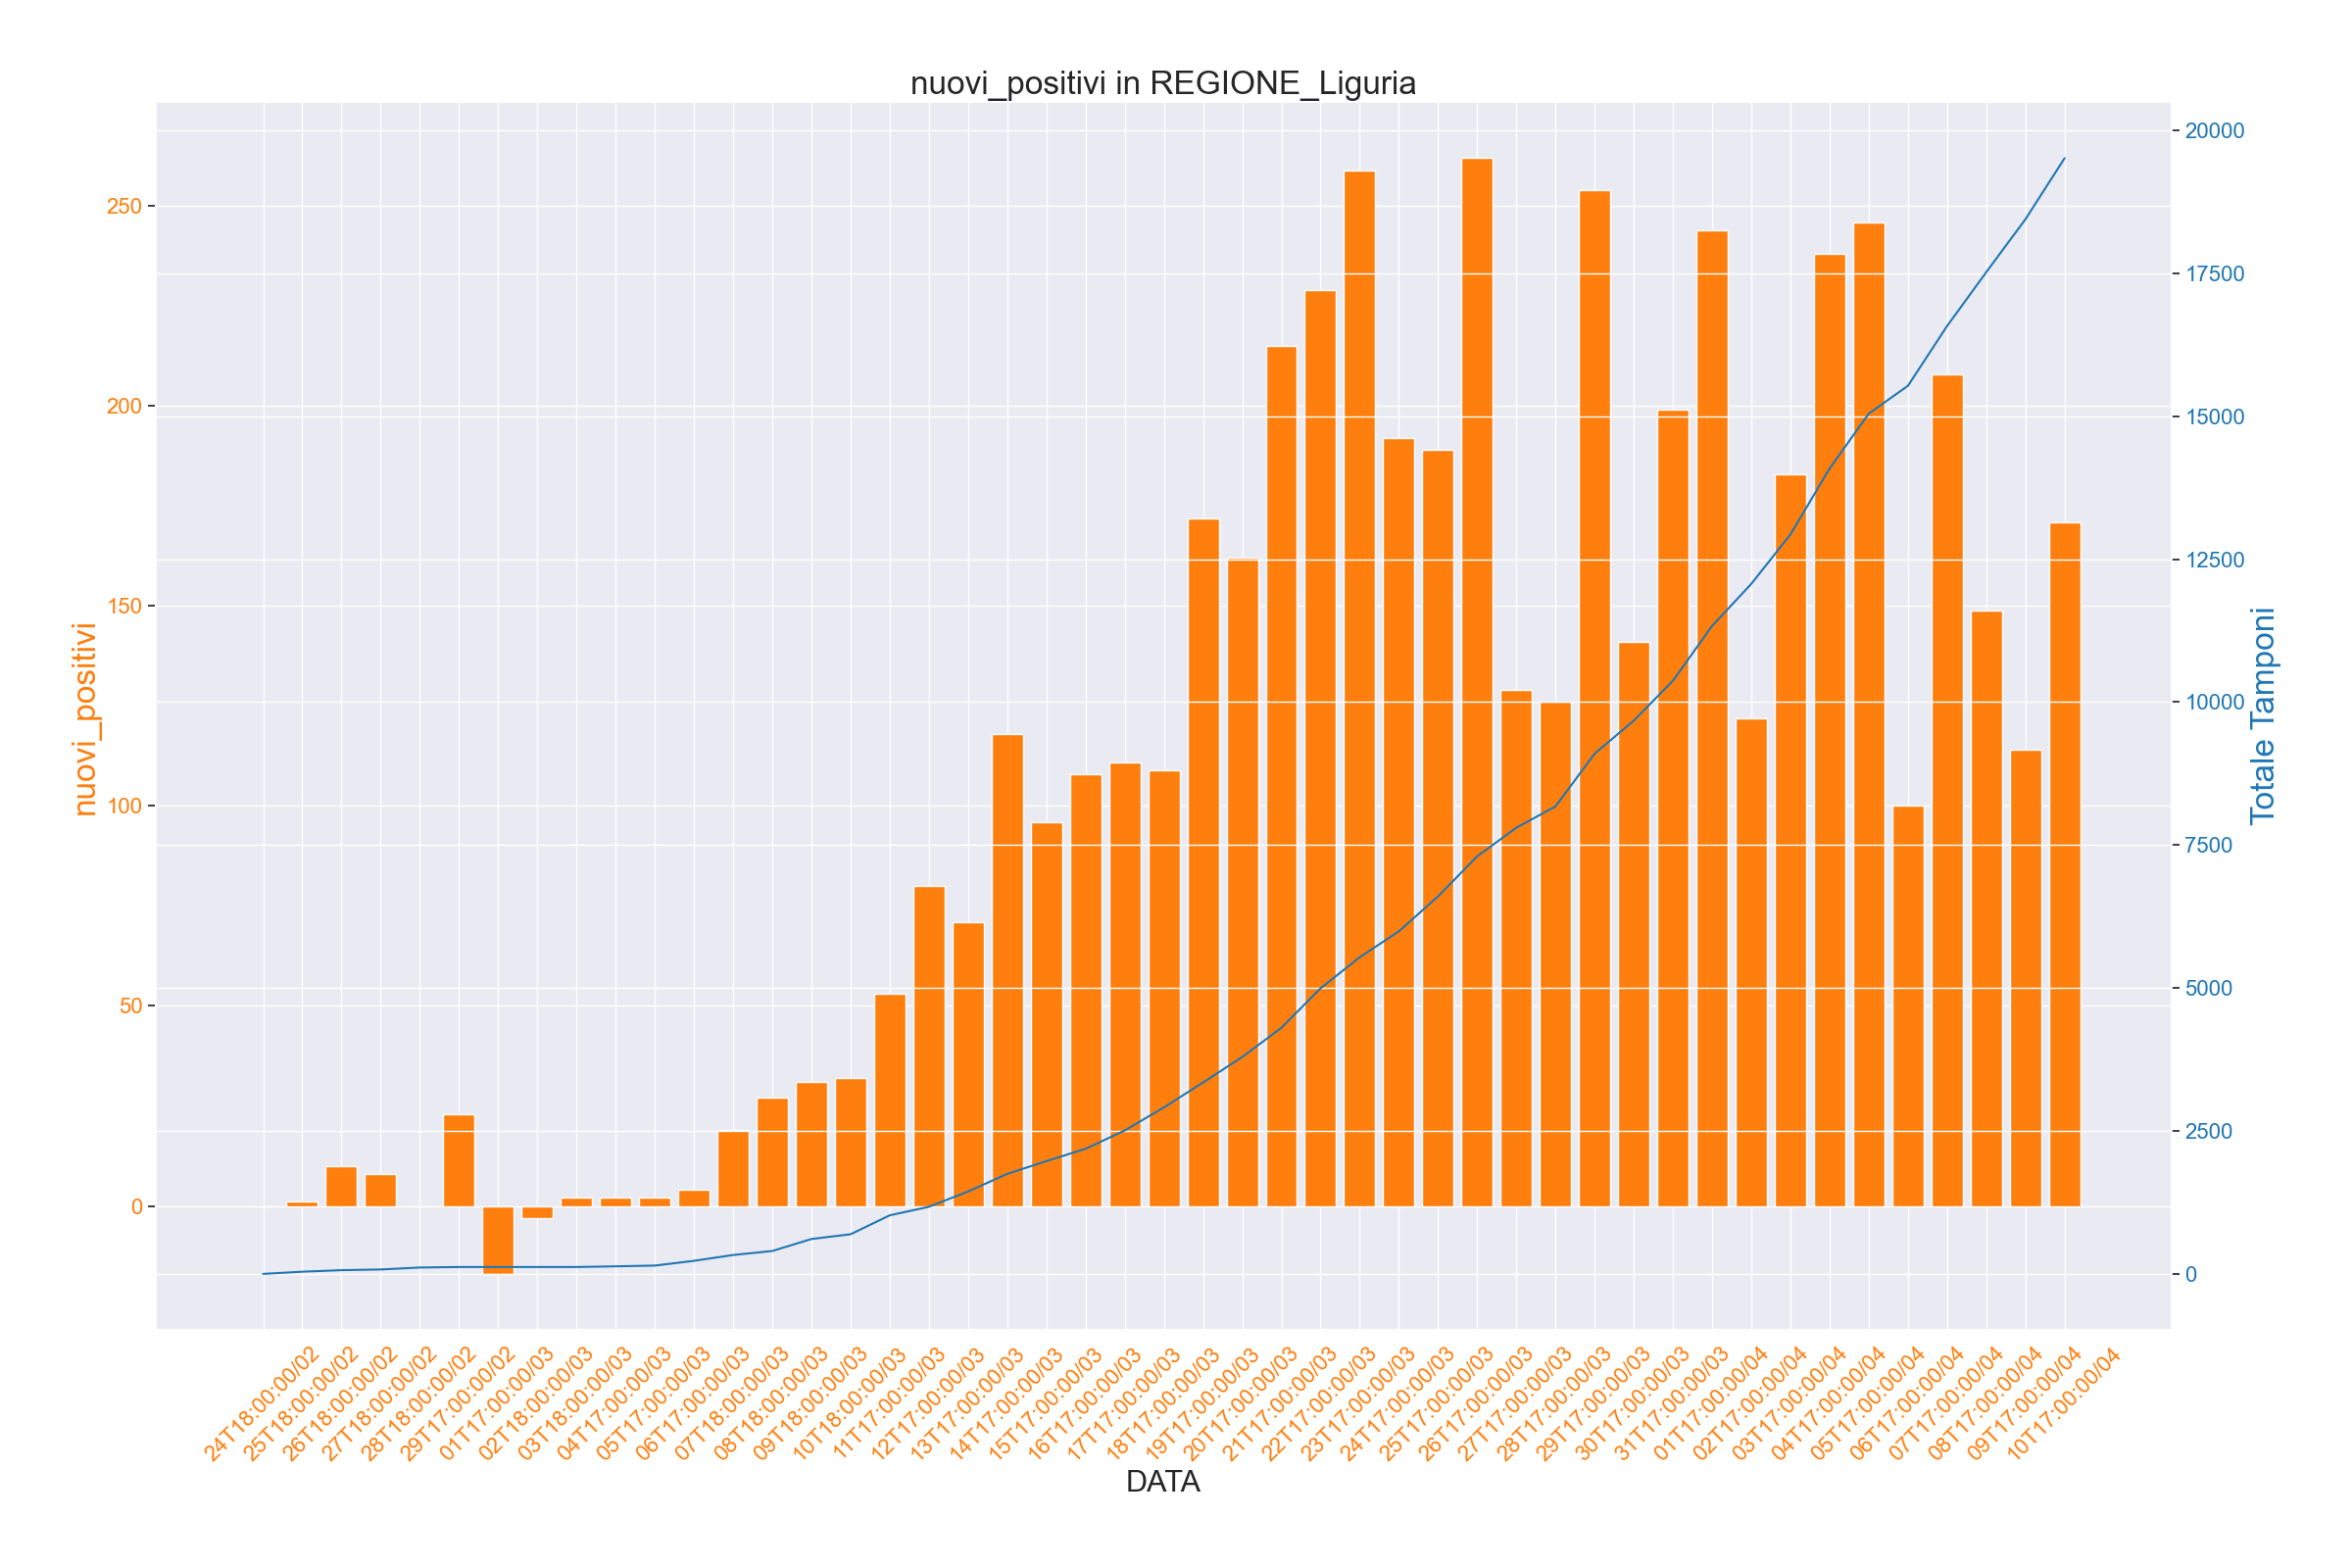 nuovi_positivi in REGIONE_Liguria
nuovi_positivi
250
200
150
100
50
0
20000
17500
15000
12500
10000
7500
5000
2500
0
Totale Tamponi
24T18:00:00/02
25T18:00:00/02
26T18:00:00/02
27T18:00:00/02
28T18:00:00/02
29T17:00:00/02
01T17:00:00/03
02T18:00:00/03
03T18:00:00/03
04T17:00:00/03
05T17:00:00/03
06T17:00:00/03
07T18:00:00/03
08T18:00:00/03
09T18:00:00/03
10T18:00:00/03
11T17:00:00/03
12T17:00:00/03
13T17:00:00/03
14T17:00:00/03
15T17:00:00/03
16T17:00:00/03
17T17:00:00/03
18T17:00:00/03
19T17:00:00/03
20T17:00:00/03
21T17:00:00/03
22T17:00:00/03
23T17:00:00/03
24T17:00:00/03
25T17:00:00/03
26T17:00:00/03
27T17:00:00/03
28T17:00:00/03
29T17:00:00/03
30T17:00:00/03
31T17:00:00/03
01T17:00:00/04
02T17:00:00/04
03T17:00:00/04
04T17:00:00/04
05T17:00:00/04
06T17:00:00/04
07T17:00:00/04
08T17:00:00/04
09T17:00:00/04
10T17:00:00/04
DATA